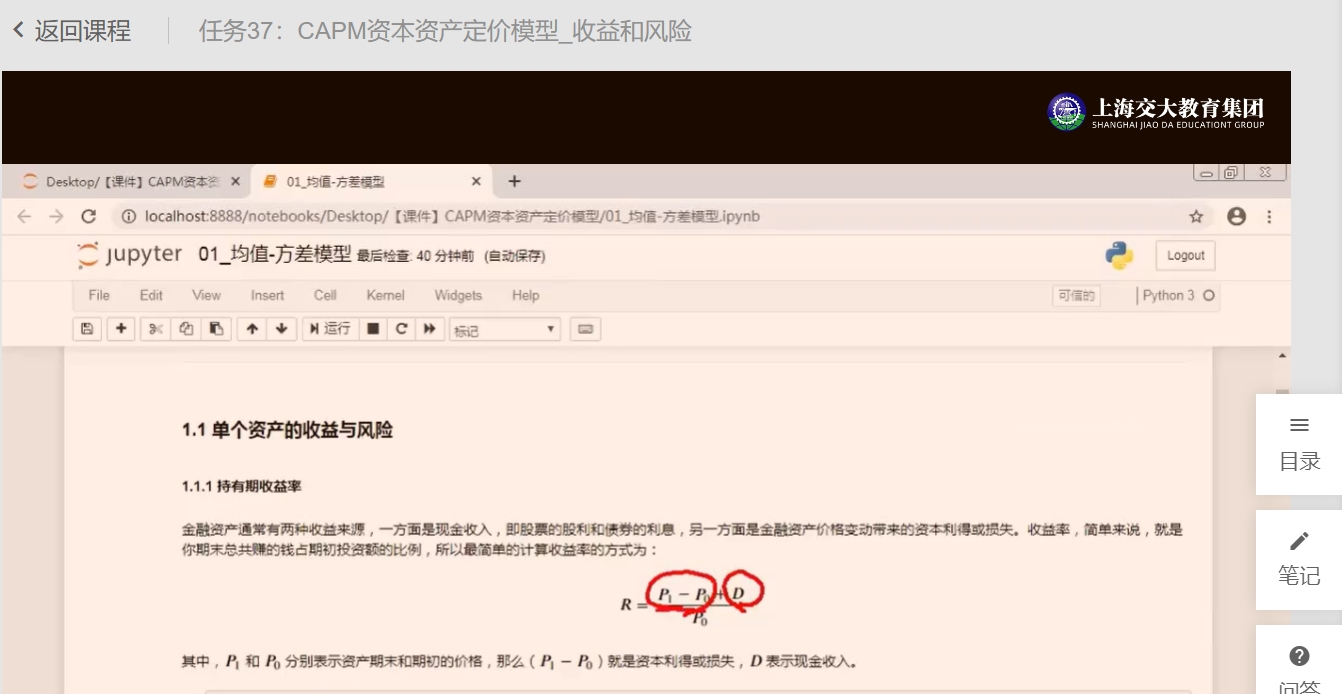 返回课程 任务37：CAPM资本资产定价模型_收益和风险
上海交大教育集团
SHANGHAI JIAO DA EDUCATIONT GROUP
Desktop/【课件】CAPM资本资 01_均值-方差模型
localhost:8888/notebooks/Desktop/【课件】CAPM资本资产定价模型/01_均值-方差模型.ipynb
jupyter 01_均值-方差模型 最后检查: 40 分钟前 (自动保存)
Logout
File Edit View Insert Cell Kernel Widgets Help 可信的 Python 3
运行 标记
1.1 单个资产的收益与风险
目录
1.1.1 持有期收益率
金融资产通常有两种收益来源，一方面是现金收入，即股票的股利和债券的利息，另一方面是金融资产价格变动带来的资本利得或损失。收益率，简单来说，就是
你期末总共赚的钱占期初投资额的比例，所以最简单的计算收益率的方式为：
笔记
R = (P₁ − P₀ + D) / P₀
其中，P₁ 和 P₀ 分别表示资产期末和期初的价格，那么（P₁ − P₀）就是资本利得或损失，D 表示现金收入。
问答